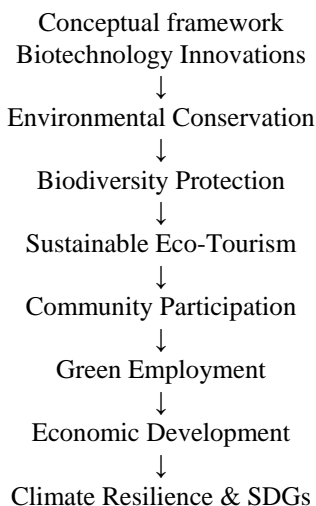 Conceptual framework
Biotechnology Innovations
↓
Environmental Conservation
↓
Biodiversity Protection
↓
Sustainable Eco-Tourism
↓
Community Participation
↓
Green Employment
↓
Economic Development
↓
Climate Resilience & SDGs